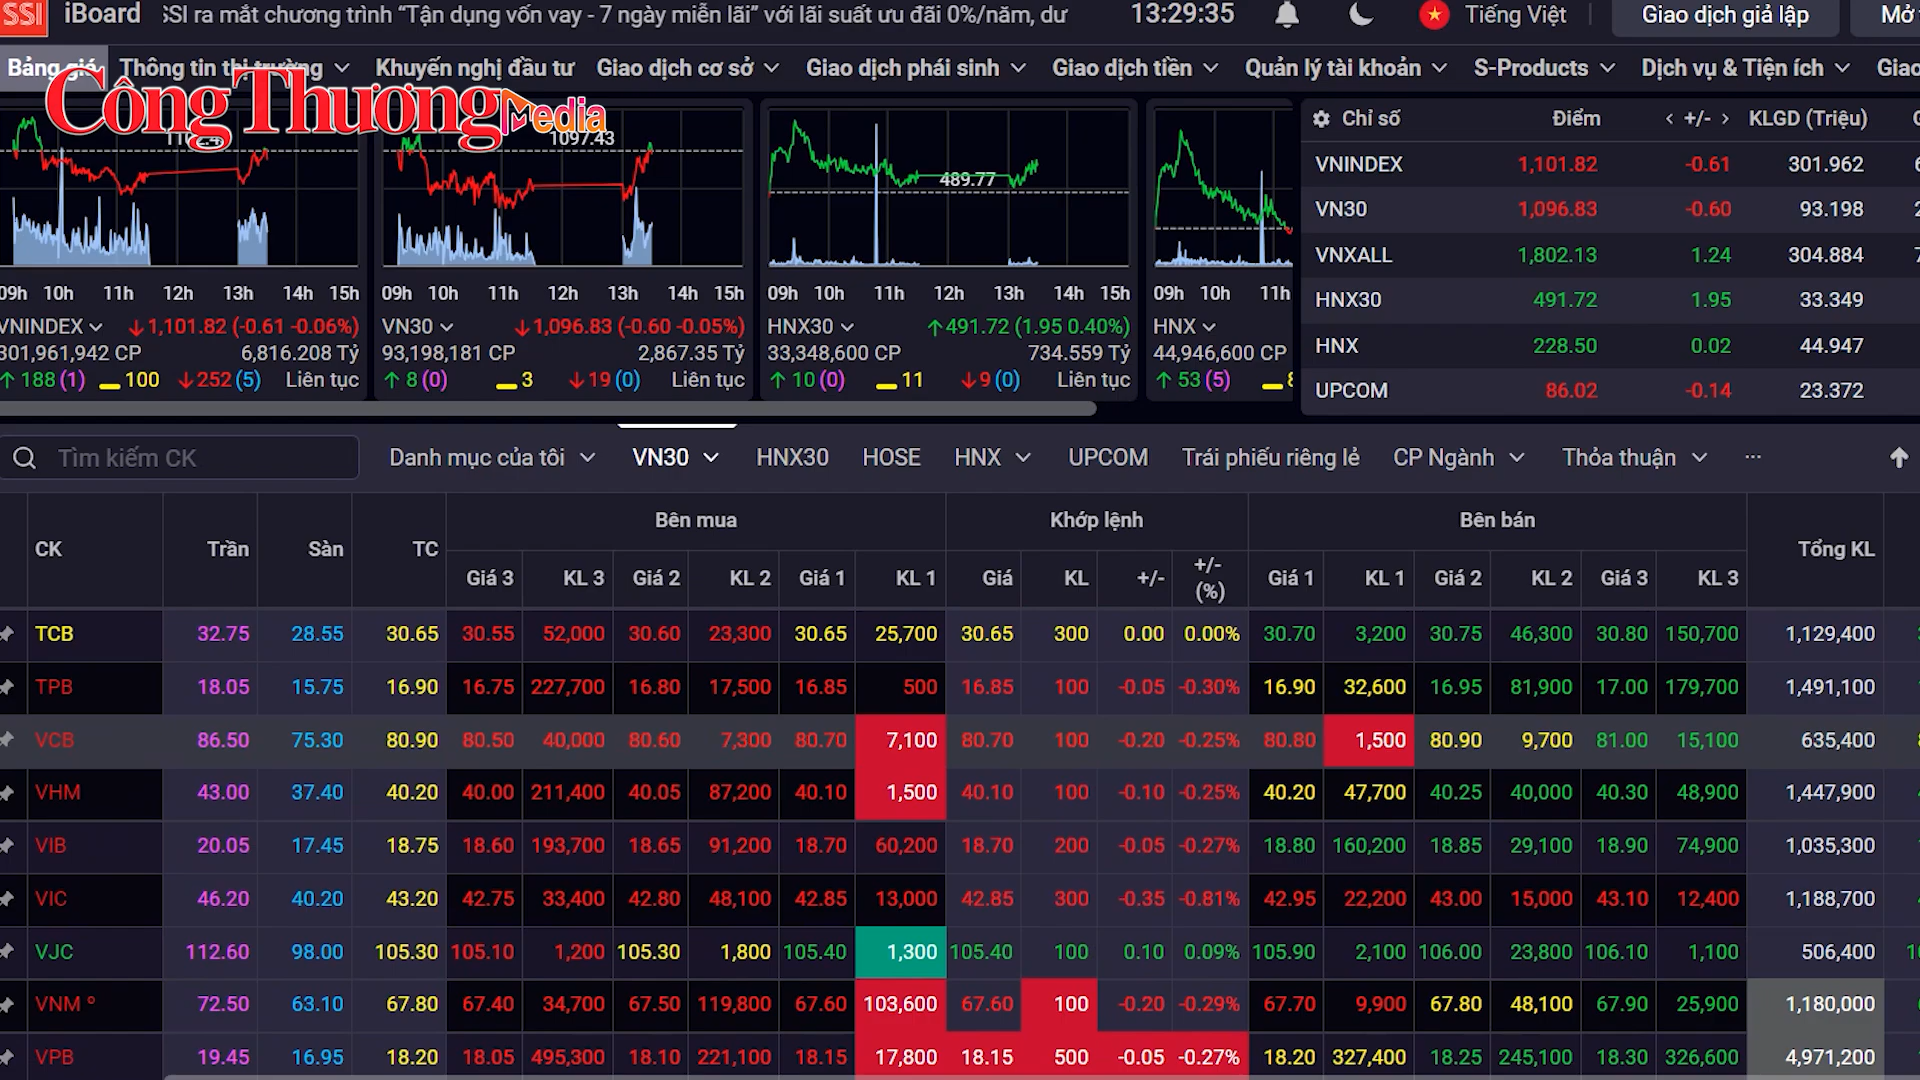 SSI iBoard SSI ra mắt chương trình “Tận dụng vốn vay - 7 ngày miễn lãi” với lãi suất ưu đãi 0%/năm, dư 13:29:35 Tiếng Việt Giao dịch giả lập Mở
Bảng giá Thông tin thị trường Khuyến nghị đầu tư Giao dịch cơ sở Giao dịch phái sinh Giao dịch tiền Quản lý tài khoản S-Products Dịch vụ & Tiện ích Giao
Công Thương Media
1097.43
489.77
09h 10h 11h 12h 13h 14h 15h 09h 10h 11h 12h 13h 14h 15h 09h 10h 11h 12h 13h 14h 15h 09h 10h 11h
VNINDEX 1,101.82 (-0.61 -0.06%) VN30 1,096.83 (-0.60 -0.05%) HNX30 491.72 (1.95 0.40%) HNX
301,961,942 CP 6,816.208 Tỷ 93,198,181 CP 2,867.35 Tỷ 33,348,600 CP 734.559 Tỷ 44,946,600 CP
188 (1) 100 252 (5) Liên tục 8 (0) 3 19 (0) Liên tục 10 (0) 11 9 (0) Liên tục 53 (5)
Chỉ số Điểm < +/- > KLGD (Triệu)
VNINDEX 1,101.82 -0.61 301.962
VN30 1,096.83 -0.60 93.198
VNXALL 1,802.13 1.24 304.884
HNX30 491.72 1.95 33.349
HNX 228.50 0.02 44.947
UPCOM 86.02 -0.14 23.372
Tìm kiếm CK Danh mục của tôi VN30 HNX30 HOSE HNX UPCOM Trái phiếu riêng lẻ CP Ngành Thỏa thuận ...
CK Trần Sàn TC Bên mua Khớp lệnh Bên bán Tổng KL
Giá 3 KL 3 Giá 2 KL 2 Giá 1 KL 1 Giá KL +/- +/- (%) Giá 1 KL 1 Giá 2 KL 2 Giá 3 KL 3
TCB 32.75 28.55 30.65 30.55 52,000 30.60 23,300 30.65 25,700 30.65 300 0.00 0.00% 30.70 3,200 30.75 46,300 30.80 150,700 1,129,400
TPB 18.05 15.75 16.90 16.75 227,700 16.80 17,500 16.85 500 16.85 100 -0.05 -0.30% 16.90 32,600 16.95 81,900 17.00 179,700 1,491,100
VCB 86.50 75.30 80.90 80.50 40,000 80.60 7,300 80.70 7,100 80.70 100 -0.20 -0.25% 80.80 1,500 80.90 9,700 81.00 15,100 635,400
VHM 43.00 37.40 40.20 40.00 211,400 40.05 87,200 40.10 1,500 40.10 100 -0.10 -0.25% 40.20 47,700 40.25 40,000 40.30 48,900 1,447,900
VIB 20.05 17.45 18.75 18.60 193,700 18.65 91,200 18.70 60,200 18.70 200 -0.05 -0.27% 18.80 160,200 18.85 29,100 18.90 74,900 1,035,300
VIC 46.20 40.20 43.20 42.75 33,400 42.80 48,100 42.85 13,000 42.85 300 -0.35 -0.81% 42.95 22,200 43.00 15,000 43.10 12,400 1,188,700
VJC 112.60 98.00 105.30 105.10 1,200 105.30 1,800 105.40 1,300 105.40 100 0.10 0.09% 105.90 2,100 106.00 23,800 106.10 1,100 506,400
VNM º 72.50 63.10 67.80 67.40 34,700 67.50 119,800 67.60 103,600 67.60 100 -0.20 -0.29% 67.70 9,900 67.80 48,100 67.90 25,900 1,180,000
VPB 19.45 16.95 18.20 18.05 495,300 18.10 221,100 18.15 17,800 18.15 500 -0.05 -0.27% 18.20 327,400 18.25 245,100 18.30 326,600 4,971,200